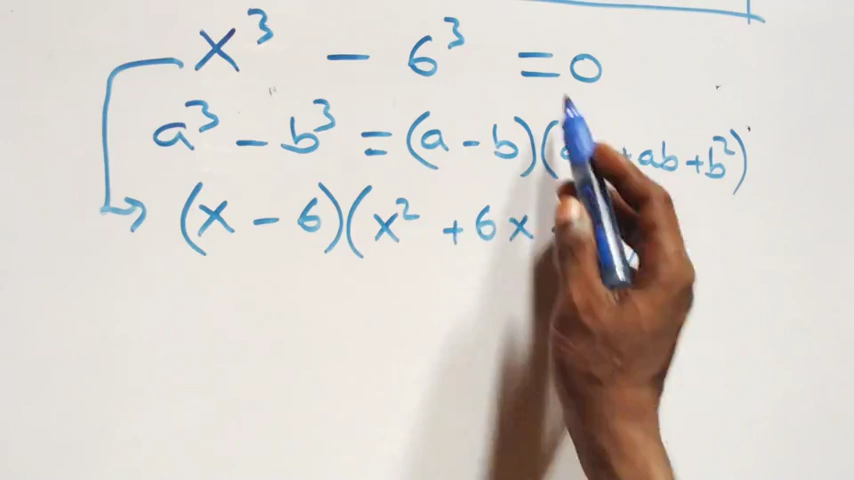 x³ - 6³ = 0
a³ - b³ = (a - b)( + ab + b²)
(x - 6)(x² + 6x